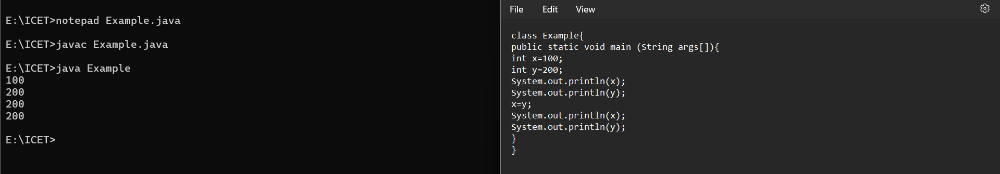 E:\ICET>notepad Example.java
E:\ICET>javac Example.java
E:\ICET>java Example
100
200
200
200
E:\ICET>
File Edit View
class Example{
public static void main (String args[]){
int x=100;
int y=200;
System.out.println(x);
System.out.println(y);
x=y;
System.out.println(x);
System.out.println(y);
}
}